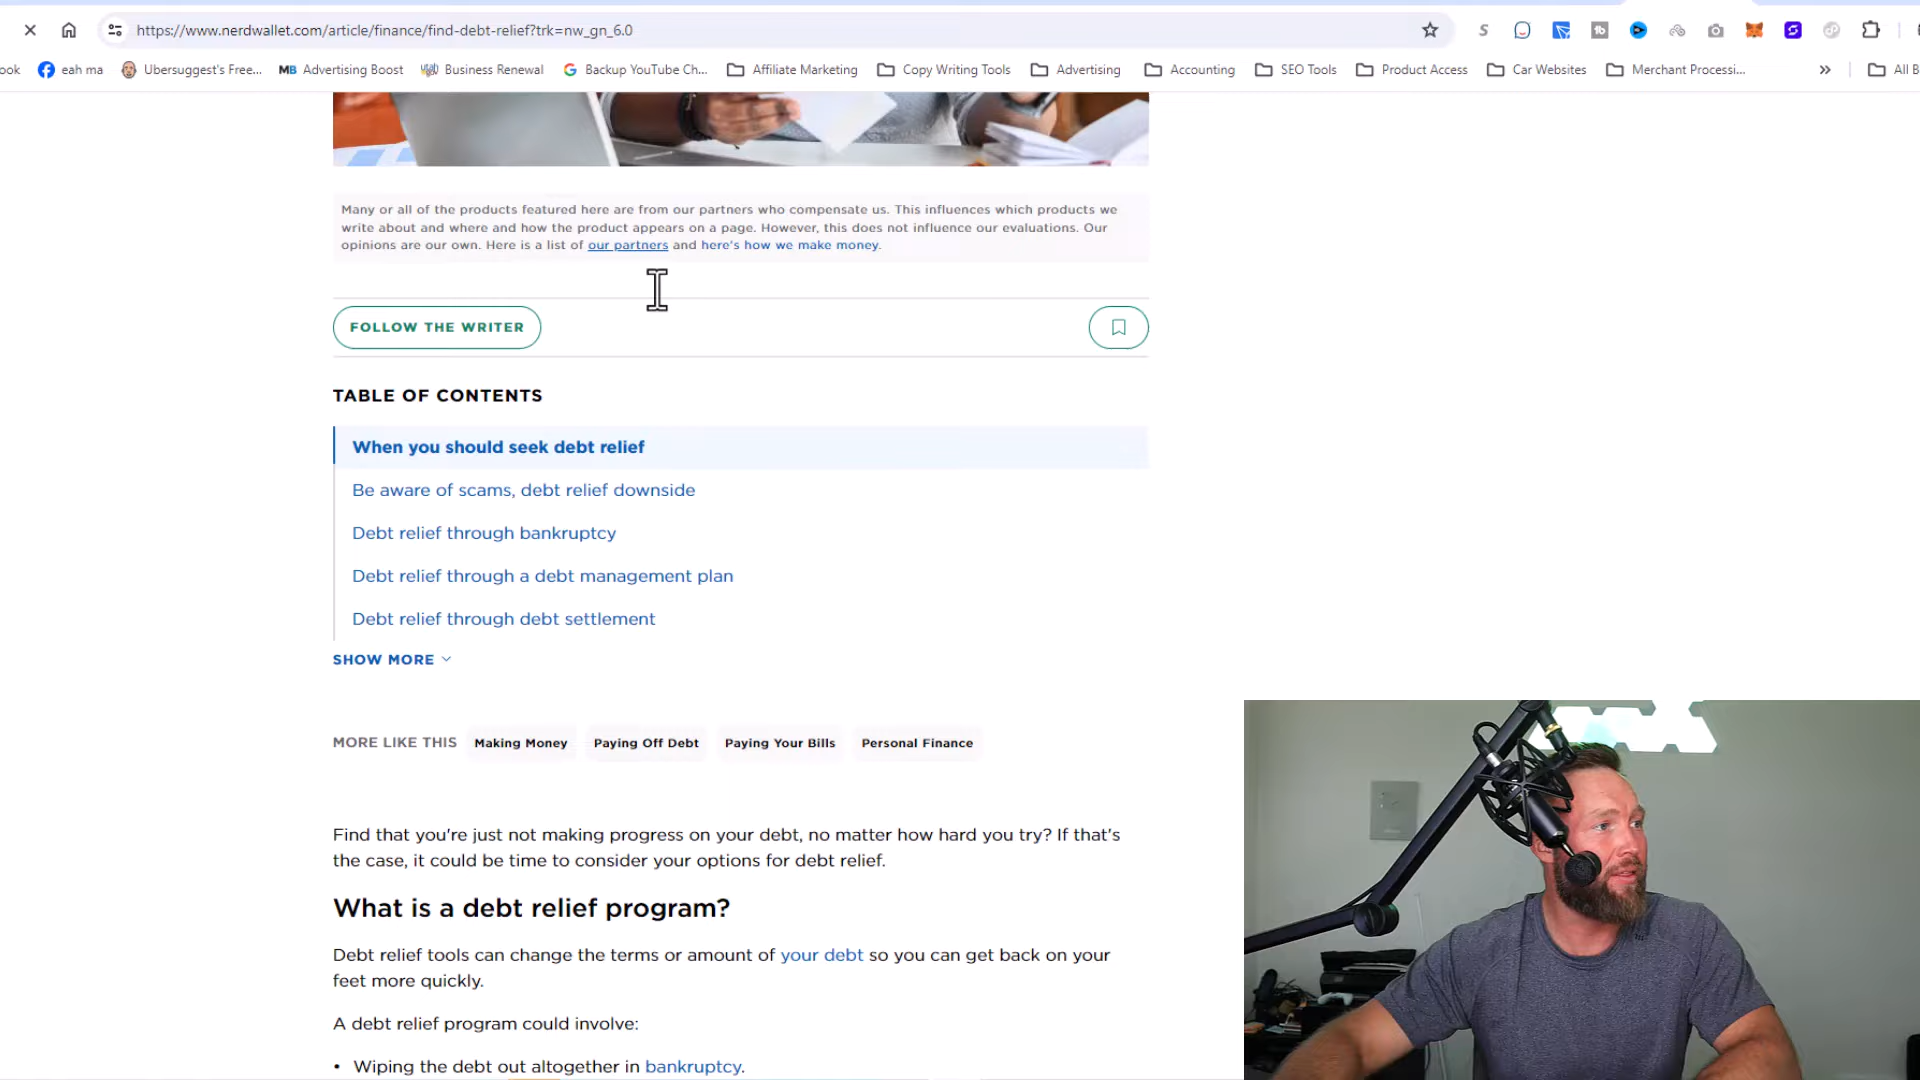 https://www.nerdwallet.com/article/finance/find-debt-relief?trk=nw_gn_6.0
ook eah ma Ubersuggest's Free... MB Advertising Boost Business Renewal Backup YouTube Ch... Affiliate Marketing Copy Writing Tools Advertising Accounting SEO Tools Product Access Car Websites Merchant Processi... » All B
Many or all of the products featured here are from our partners who compensate us. This influences which products we
write about and where and how the product appears on a page. However, this does not influence our evaluations. Our
opinions are our own. Here is a list of our partners and here's how we make money.
FOLLOW THE WRITER
TABLE OF CONTENTS
When you should seek debt relief
Be aware of scams, debt relief downside
Debt relief through bankruptcy
Debt relief through a debt management plan
Debt relief through debt settlement
SHOW MORE
MORE LIKE THIS Making Money Paying Off Debt Paying Your Bills Personal Finance
Find that you're just not making progress on your debt, no matter how hard you try? If that's
the case, it could be time to consider your options for debt relief.
What is a debt relief program?
Debt relief tools can change the terms or amount of your debt so you can get back on your
feet more quickly.
A debt relief program could involve:
• Wiping the debt out altogether in bankruptcy.